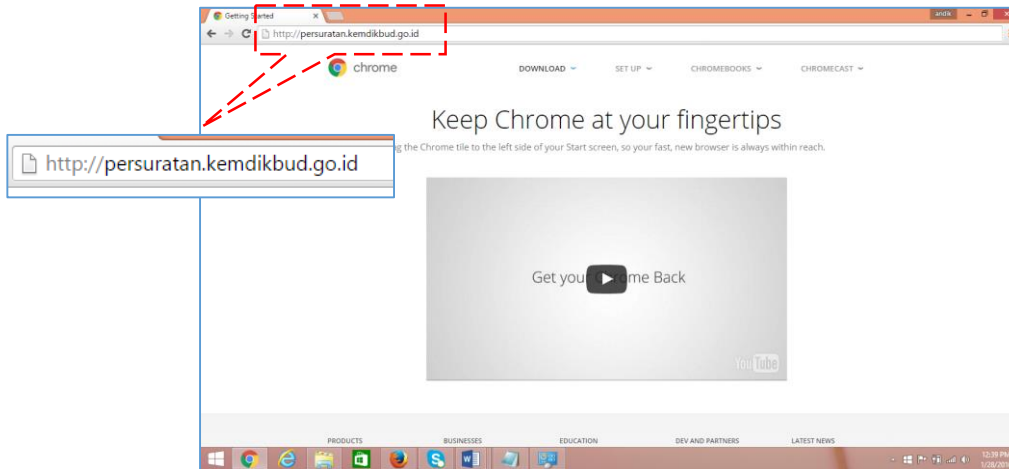 Getting Started
andik
http://persuratan.kemdikbud.go.id
chrome DOWNLOAD SET UP CHROMEBOOKS CHROMECAST
Keep Chrome at your fingertips
the Chrome tile to the left side of your Start screen, so your fast, new browser is always within reach.
http://persuratan.kemdikbud.go.id
Get your Chrome Back
YouTube
PRODUCTS BUSINESSES EDUCATION DEV AND PARTNERS LATEST NEWS
12:39 PM